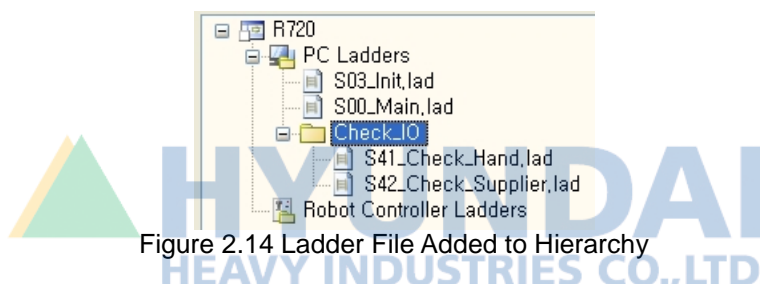 R720
PC Ladders
S03_Init,lad
S00_Main,lad
Check_IO
S41_Check_Hand,lad
S42_Check_Supplier,lad
Robot Controller Ladders
Figure 2.14 Ladder File Added to Hierarchy
HYUNDAI
HEAVY INDUSTRIES CO.,LTD